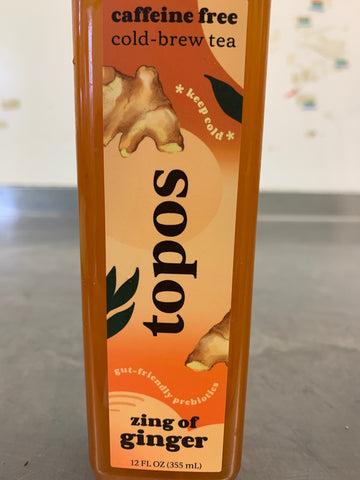 caffeine free
cold-brew tea
* keep cold *
topos
gut-friendly prebiotics
zing of
ginger
12 FL OZ (355 mL)